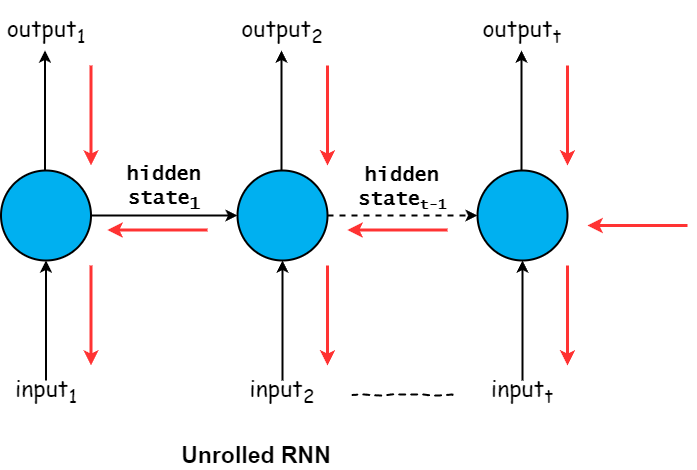 output₁ output₂ outputₜ
hidden
state₁
hidden
stateₜ₋₁
input₁ input₂ inputₜ
Unrolled RNN